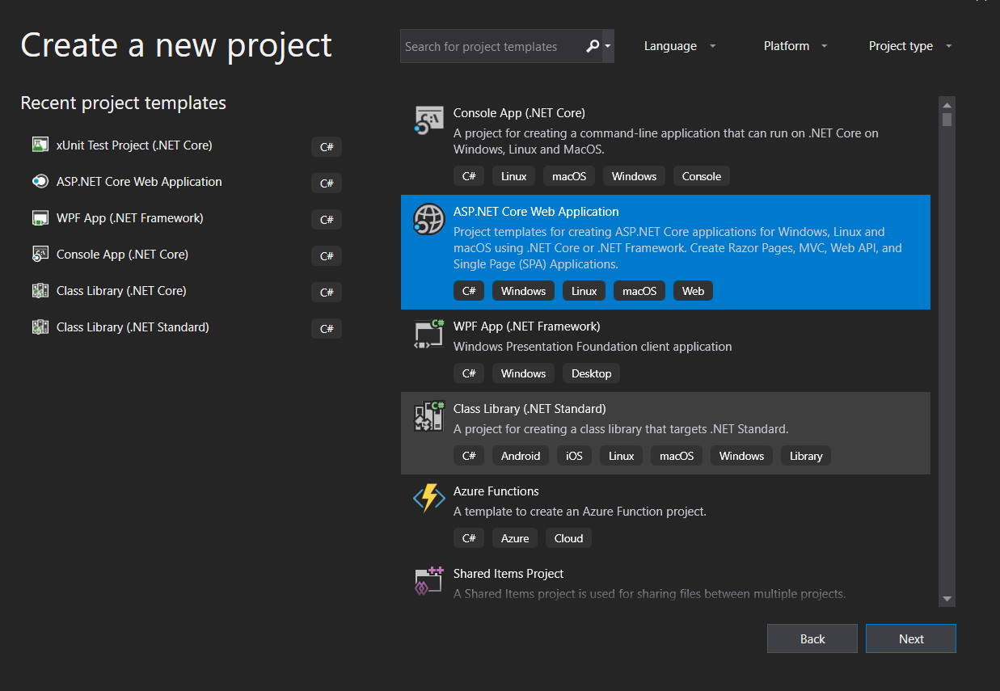 Create a new project
Search for project templates
Language
Platform
Project type
Recent project templates
xUnit Test Project (.NET Core) C#
ASP.NET Core Web Application C#
WPF App (.NET Framework) C#
Console App (.NET Core) C#
Class Library (.NET Core) C#
Class Library (.NET Standard) C#
Console App (.NET Core)
A project for creating a command-line application that can run on .NET Core on
Windows, Linux and MacOS.
C# Linux macOS Windows Console
ASP.NET Core Web Application
Project templates for creating ASP.NET Core applications for Windows, Linux and
macOS using .NET Core or .NET Framework. Create Razor Pages, MVC, Web API, and
Single Page (SPA) Applications.
C# Windows Linux macOS Web
WPF App (.NET Framework)
Windows Presentation Foundation client application
C# Windows Desktop
Class Library (.NET Standard)
A project for creating a class library that targets .NET Standard.
C# Android iOS Linux macOS Windows Library
Azure Functions
A template to create an Azure Function project.
C# Azure Cloud
Shared Items Project
A Shared Items project is used for sharing files between multiple projects.
Back
Next